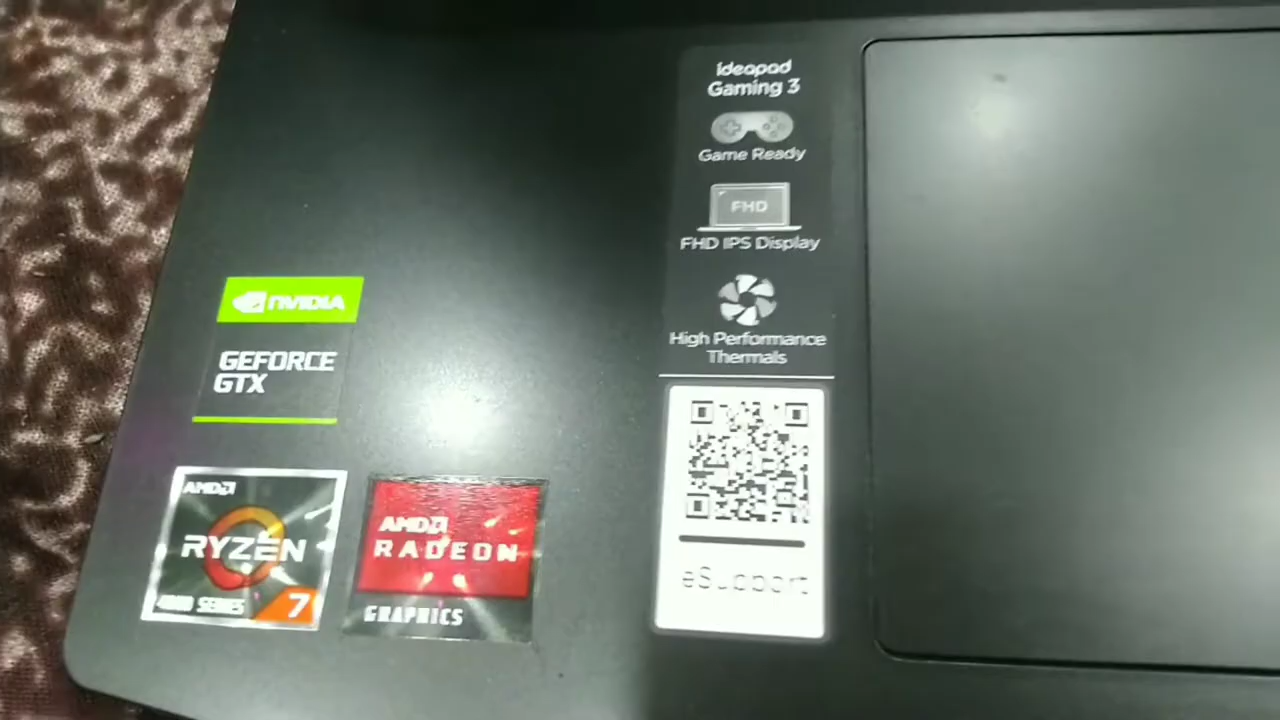 ideapad
Gaming 3
Game Ready
FHD
FHD IPS Display
High Performance
Thermals
eSupport
NVIDIA
GEFORCE
GTX
AMD
RYZEN
4000 SERIES
7
AMD
RADEON
GRAPHICS